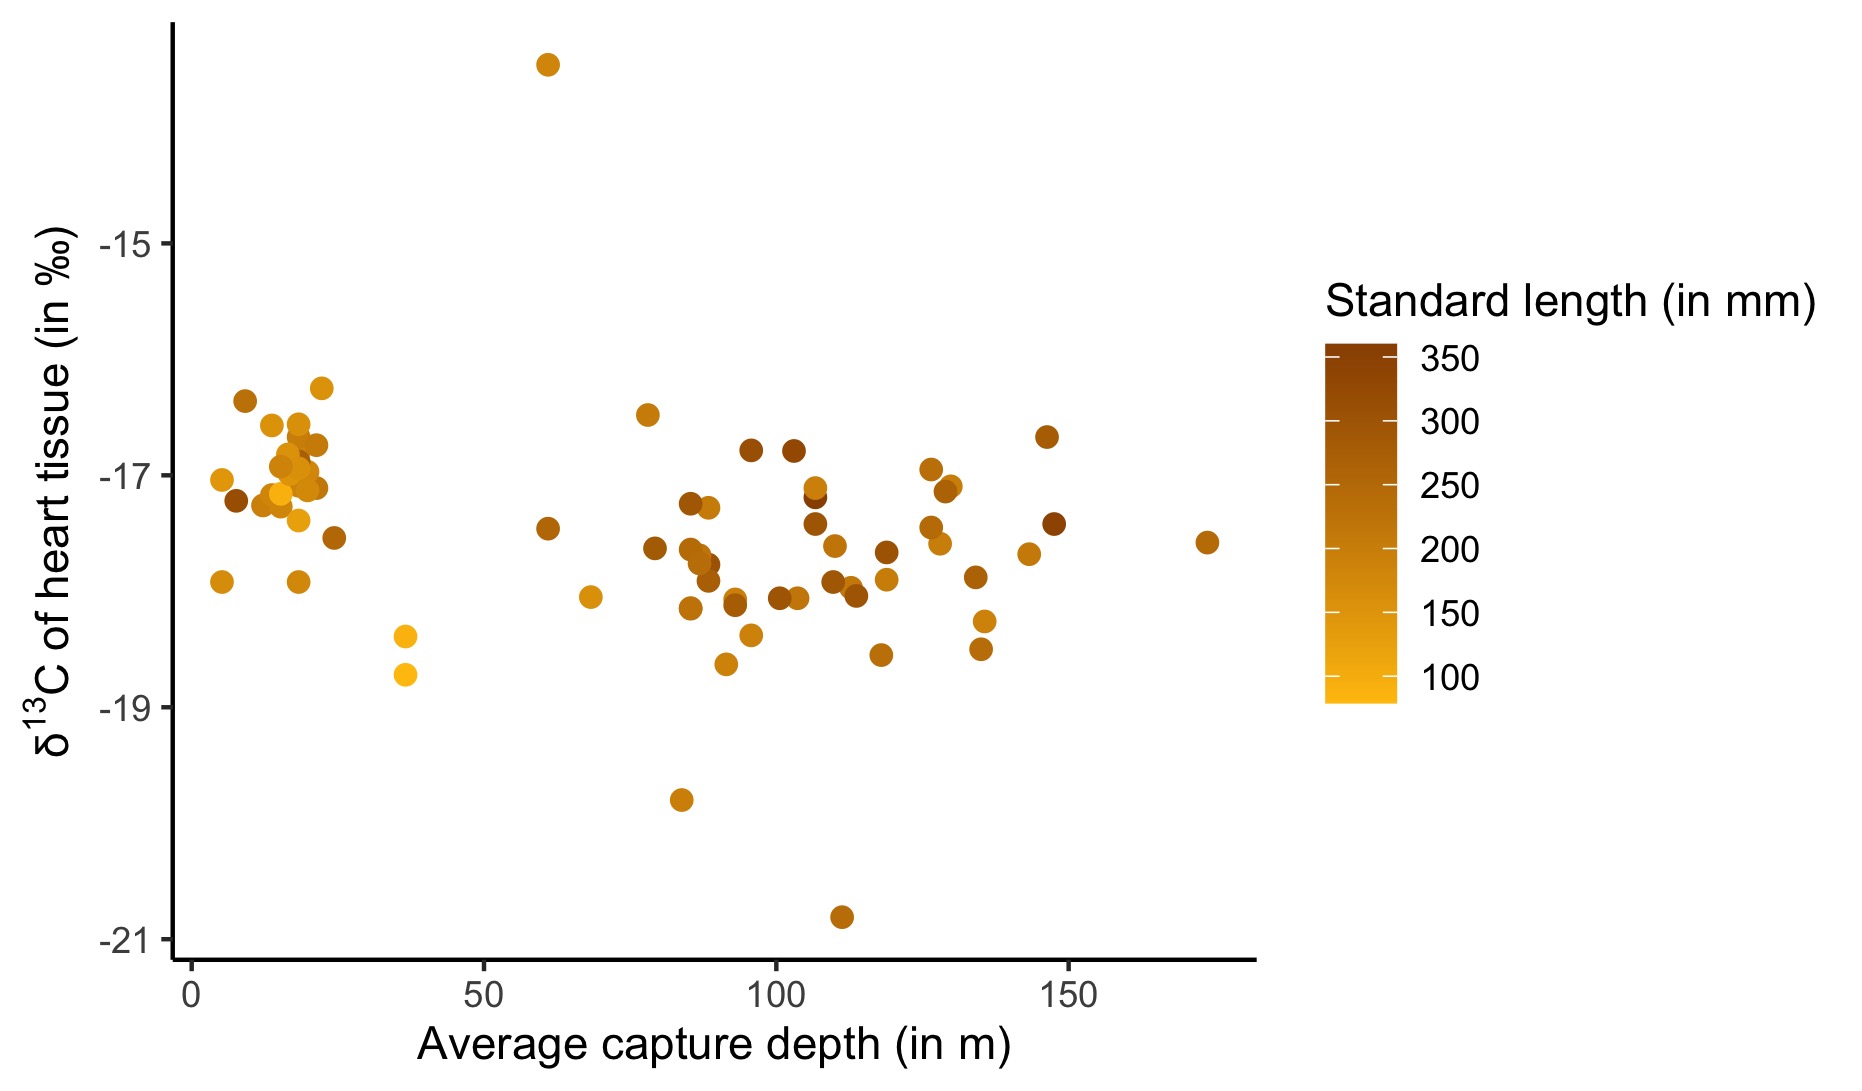 δ13C of heart tissue (in ‰)
-15
-17
-19
-21
0 50 100 150
Average capture depth (in m)
Standard length (in mm)
350
300
250
200
150
100